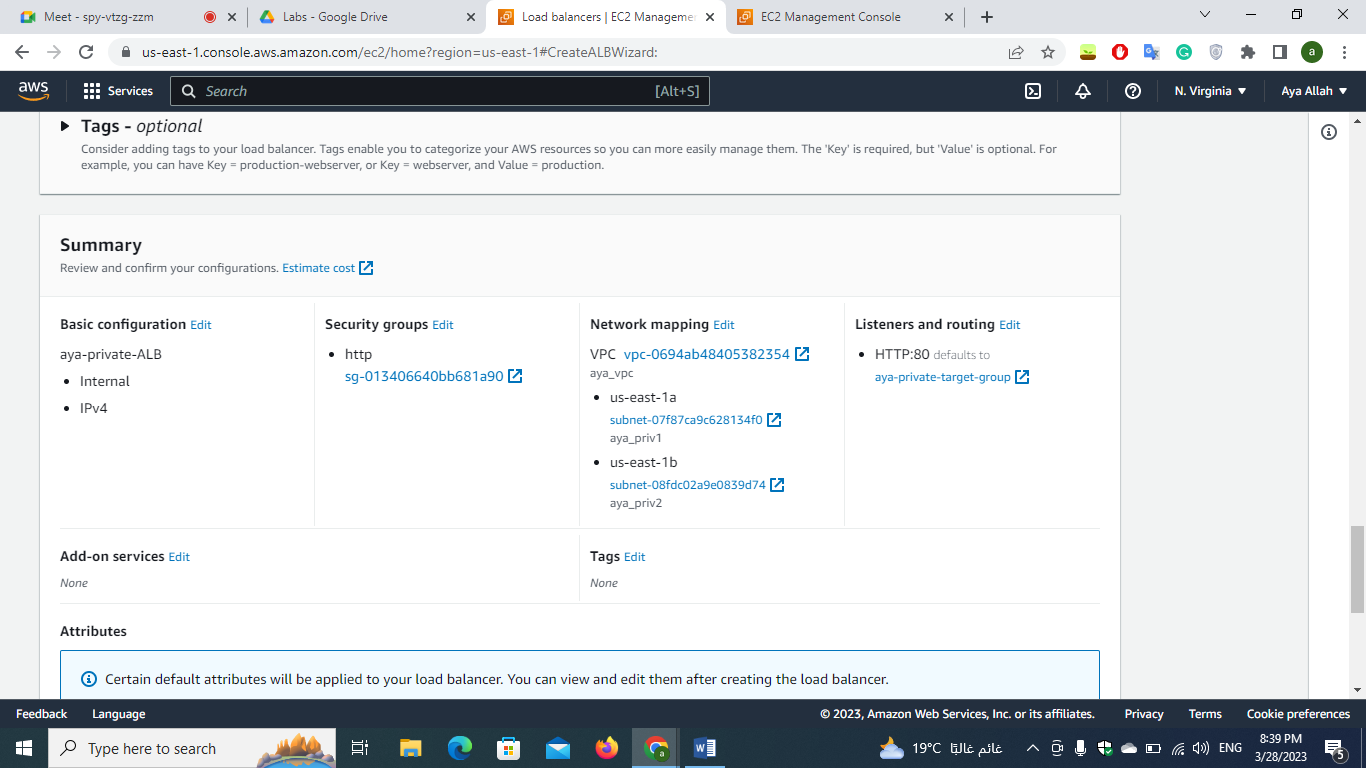 Meet - spy-vtzg-zzm
Labs - Google Drive
Load balancers | EC2 Manageme
EC2 Management Console
us-east-1.console.aws.amazon.com/ec2/home?region=us-east-1#CreateALBWizard:
a
aws
Services
Search
[Alt+S]
N. Virginia
Aya Allah
Tags - optional
Consider adding tags to your load balancer. Tags enable you to categorize your AWS resources so you can more easily manage them. The 'Key' is required, but 'Value' is optional. For
example, you can have Key = production-webserver, or Key = webserver, and Value = production.
Summary
Review and confirm your configurations. Estimate cost
Basic configuration Edit
aya-private-ALB
• Internal
• IPv4
Security groups Edit
• http
sg-013406640bb681a90
Network mapping Edit
VPC vpc-0694ab48405382354
aya_vpc
• us-east-1a
subnet-07f87ca9c628134f0
aya_priv1
• us-east-1b
subnet-08fdc02a9e0839d74
aya_priv2
Listeners and routing Edit
• HTTP:80 defaults to
aya-private-target-group
Add-on services Edit
None
Tags Edit
None
Attributes
Certain default attributes will be applied to your load balancer. You can view and edit them after creating the load balancer.
Feedback
Language
© 2023, Amazon Web Services, Inc. or its affiliates.
Privacy
Terms
Cookie preferences
Type here to search
19°C غائم غالبًا
ENG
8:39 PM
3/28/2023
5